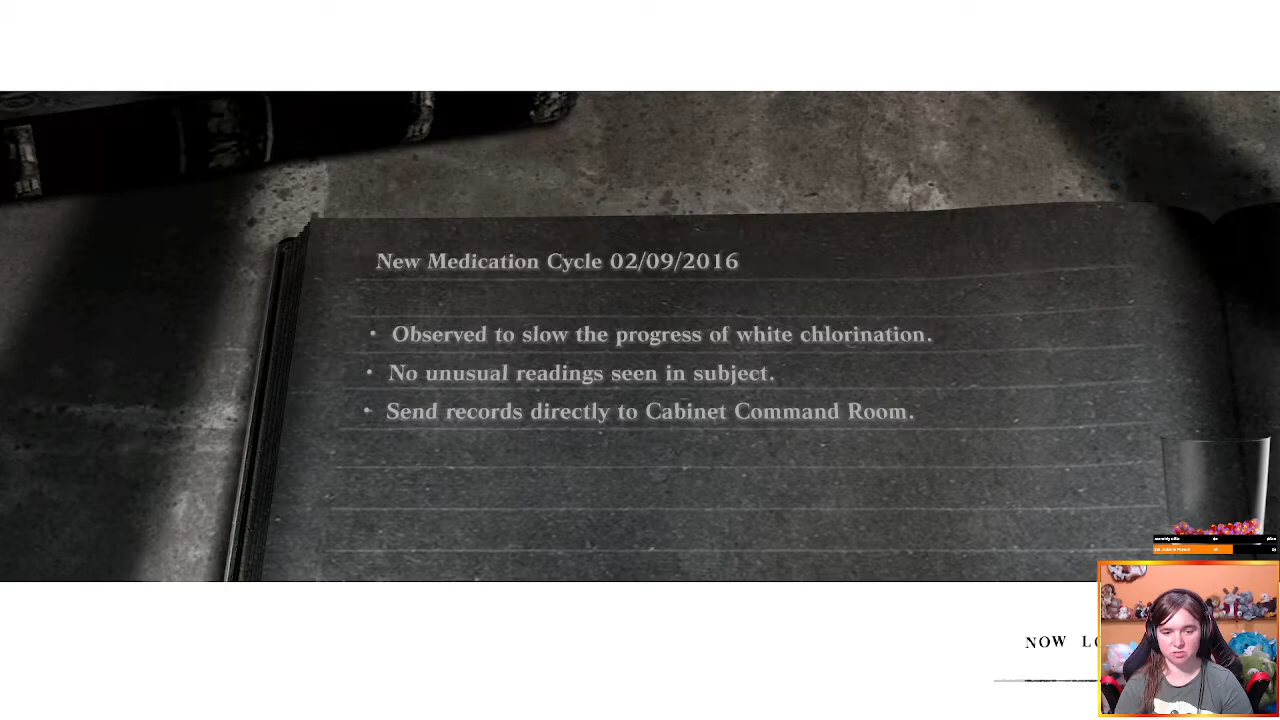 New Medication Cycle 02/09/2016
• Observed to slow the progress of white chlorination.
• No unusual readings seen in subject.
• Send records directly to Cabinet Command Room.
NOW